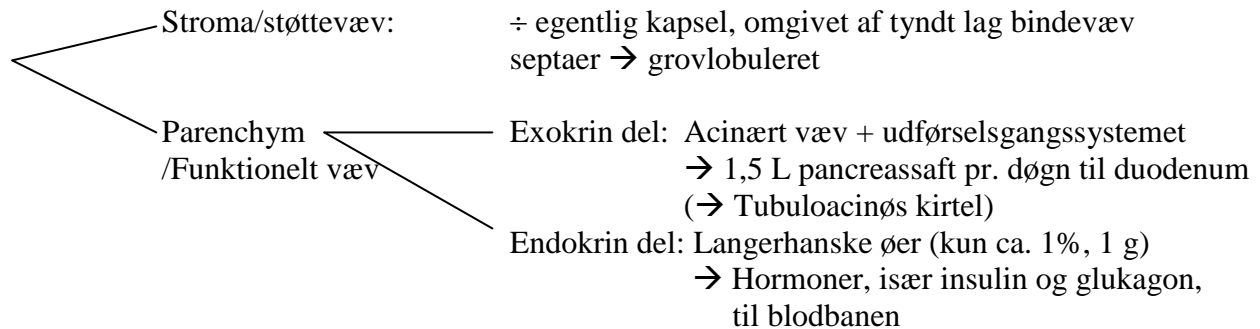 Stroma/støttevæv: ÷ egentlig kapsel, omgivet af tyndt lag bindevæv
septaer → grovlobuleret
Parenchym Exokrin del: Acinært væv + udførselsgangssystemet
/Funktionelt væv → 1,5 L pancreassaft pr. døgn til duodenum
(→ Tubuloacinøs kirtel)
Endokrin del: Langerhanske øer (kun ca. 1%, 1 g)
→ Hormoner, især insulin og glukagon,
til blodbanen